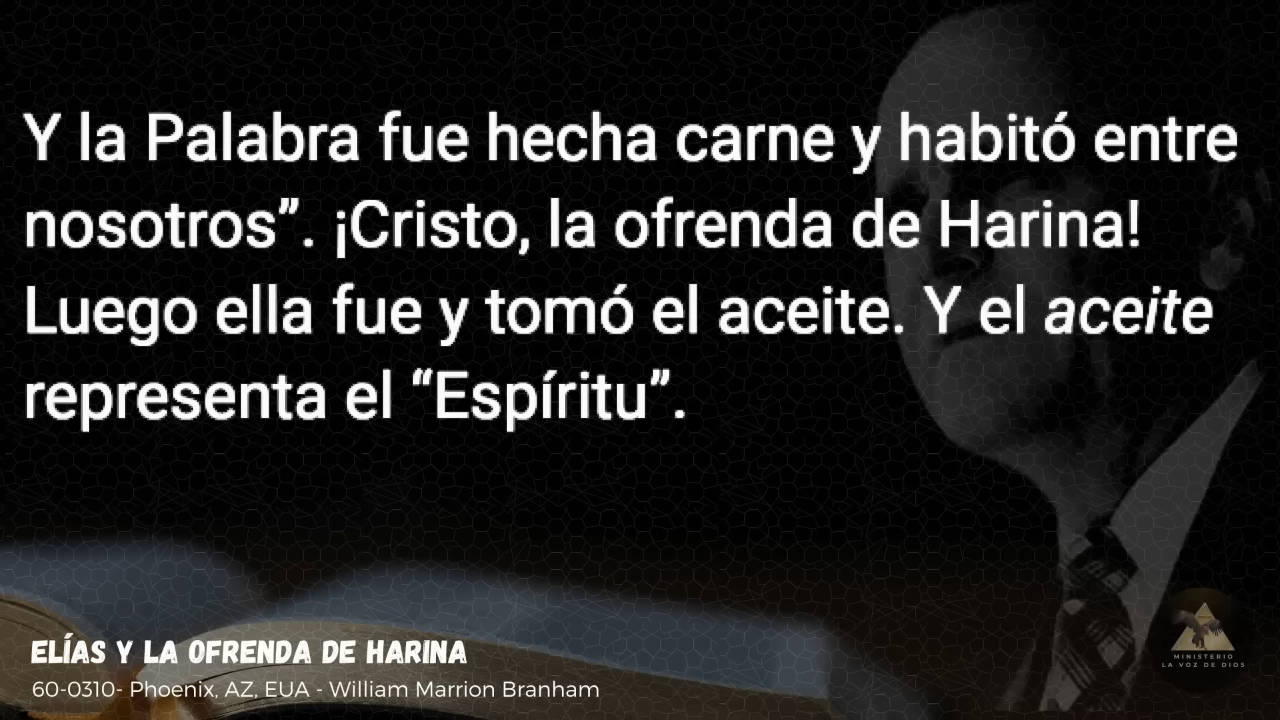 Y la Palabra fue hecha carne y habitó entre
nosotros”. ¡Cristo, la ofrenda de Harina!
Luego ella fue y tomó el aceite. Y el aceite
representa el “Espíritu”.
ELÍAS Y LA OFRENDA DE HARINA
60-0310- Phoenix, AZ, EUA - William Marrion Branham
MINISTERIO
LA VOZ DE DIOS